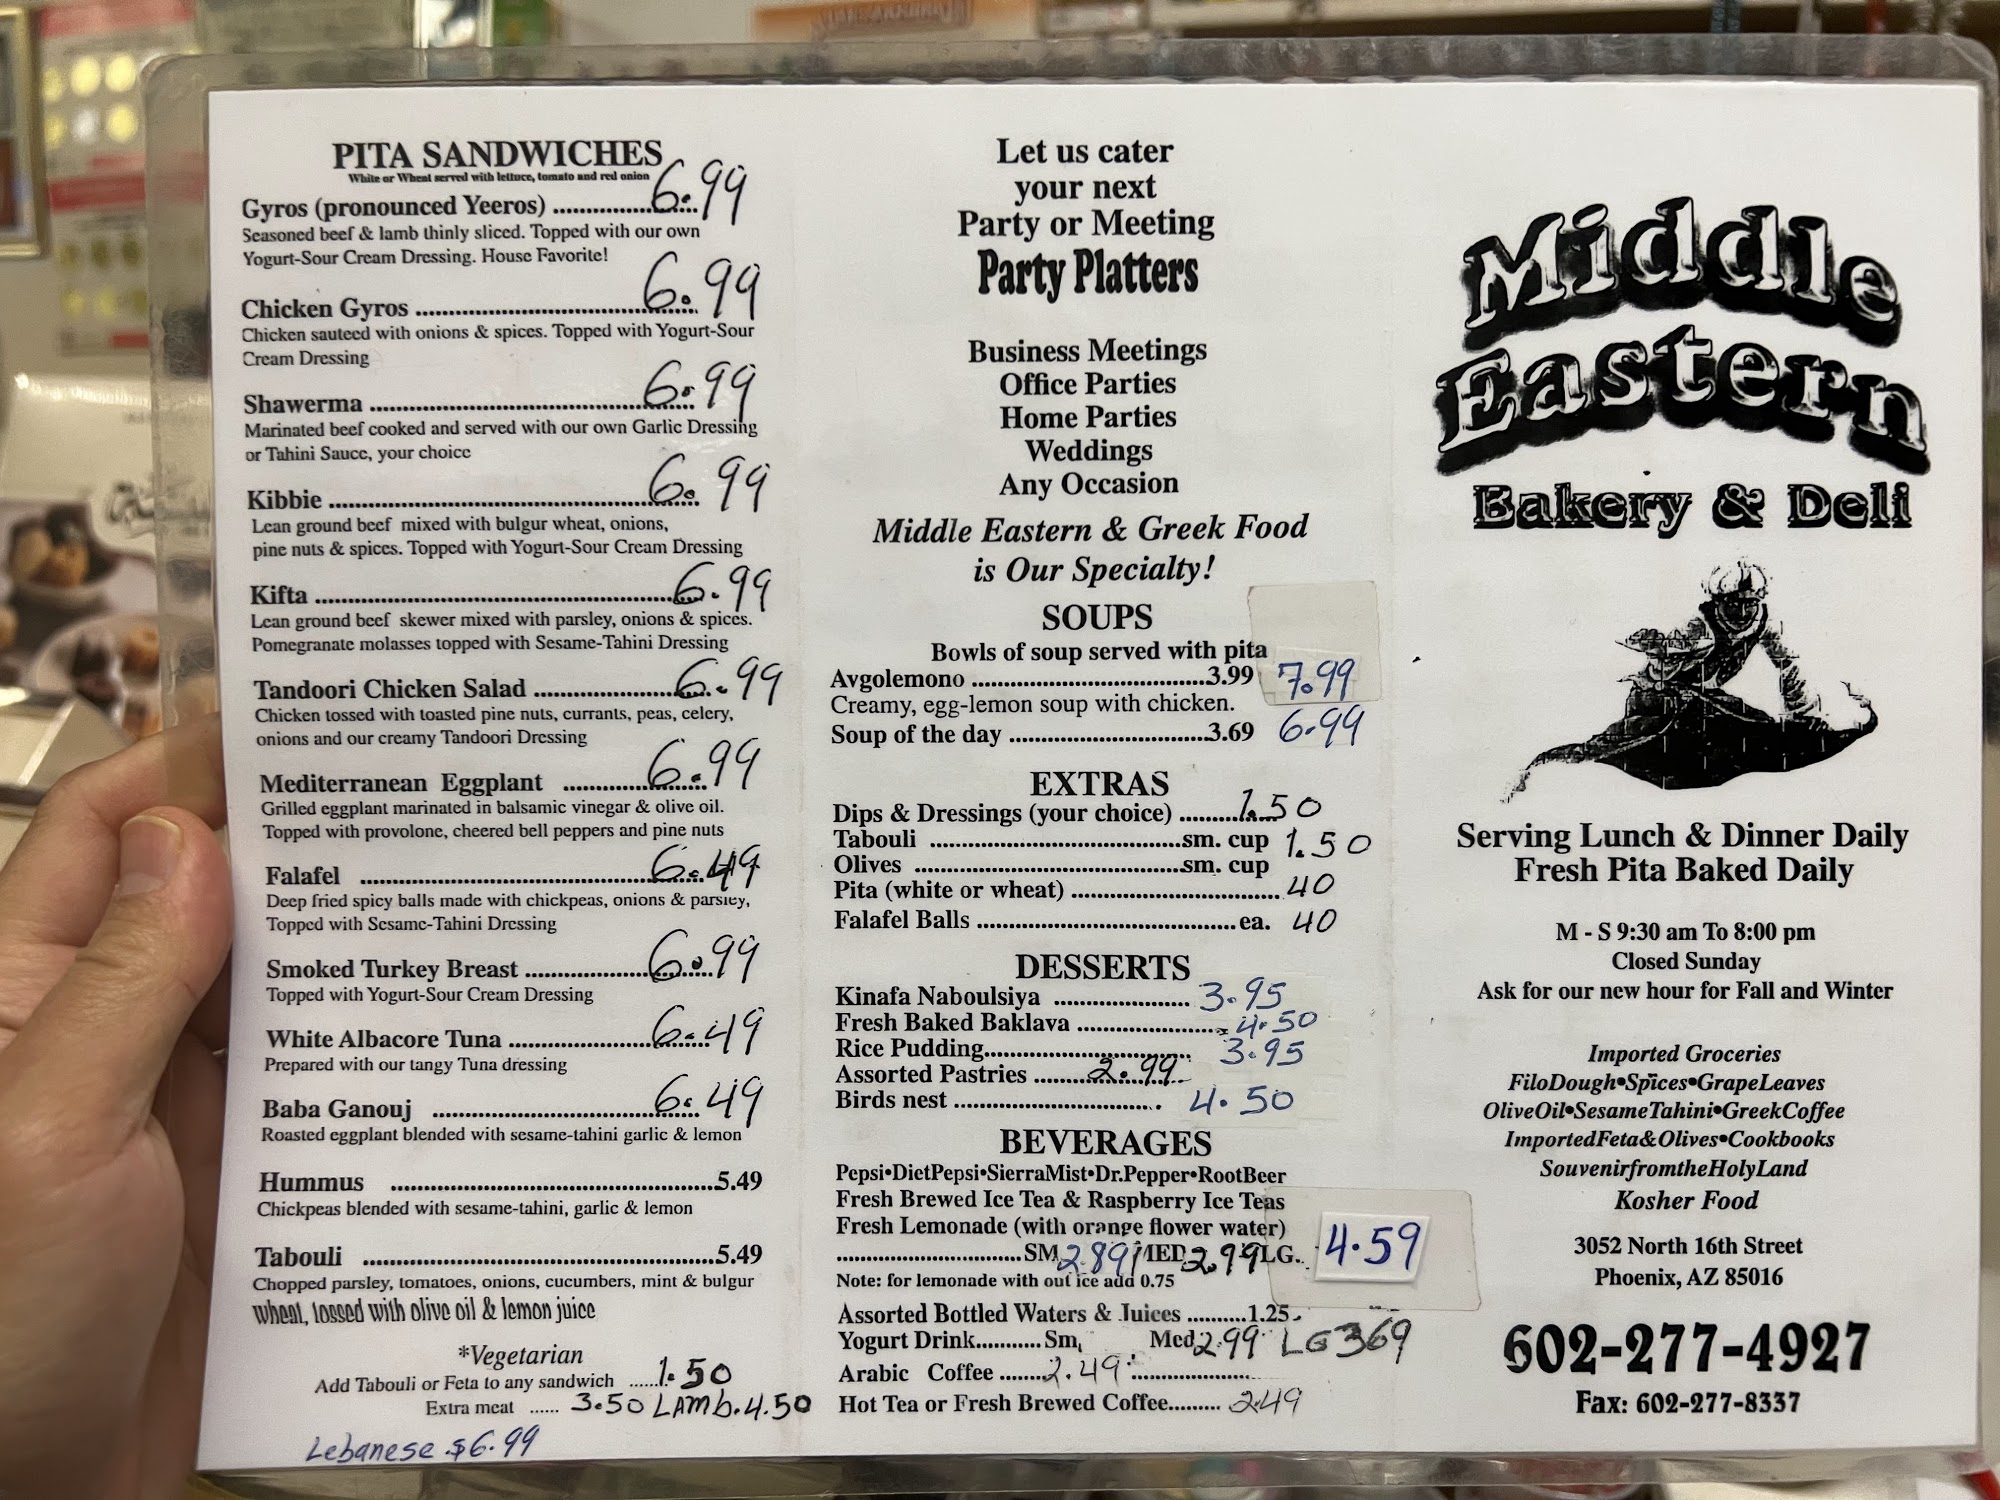 PITA SANDWICHES
White or Wheat served with lettuce, tomato and red onion
Gyros (pronounced Yeeros) .................... 6.99
Seasoned beef & lamb thinly sliced. Topped with our own
Yogurt-Sour Cream Dressing. House Favorite!
Chicken Gyros .................... 6.99
Chicken sauteed with onions & spices. Topped with Yogurt-Sour
Cream Dressing
Shawerma .................... 6.99
Marinated beef cooked and served with our own Garlic Dressing
or Tahini Sauce, your choice
Kibbie .................... 6.99
Lean ground beef mixed with bulgur wheat, onions,
pine nuts & spices. Topped with Yogurt-Sour Cream Dressing
Kifta .................... 6.99
Lean ground beef skewer mixed with parsley, onions & spices.
Pomegranate molasses topped with Sesame-Tahini Dressing
Tandoori Chicken Salad .................... 6.99
Chicken tossed with toasted pine nuts, currants, peas, celery,
onions and our creamy Tandoori Dressing
Mediterranean Eggplant .................... 6.99
Grilled eggplant marinated in balsamic vinegar & olive oil.
Topped with provolone, cheered bell peppers and pine nuts
Falafel .................... 6.49
Deep fried spicy balls made with chickpeas, onions & parsley,
Topped with Sesame-Tahini Dressing
Smoked Turkey Breast .................... 6.99
Topped with Yogurt-Sour Cream Dressing
White Albacore Tuna .................... 6.49
Prepared with our tangy Tuna dressing
Baba Ganouj .................... 6.49
Roasted eggplant blended with sesame-tahini garlic & lemon
Hummus .................... 5.49
Chickpeas blended with sesame-tahini, garlic & lemon
Tabouli .................... 5.49
Chopped parsley, tomatoes, onions, cucumbers, mint & bulgur
wheat, tossed with olive oil & lemon juice
*Vegetarian
Add Tabouli or Feta to any sandwich ...... 1.50
Extra meat ...... 3.50 LAMb. 4.50
Lebanese $6.99
Let us cater
your next
Party or Meeting
Party Platters
Business Meetings
Office Parties
Home Parties
Weddings
Any Occasion
Middle Eastern & Greek Food
is Our Specialty!
SOUPS
Bowls of soup served with pita
Avgolemono .................... 3.99 7.99
Creamy, egg-lemon soup with chicken.
Soup of the day .................... 3.69 6.99
EXTRAS
Dips & Dressings (your choice) .......... 1.50
Tabouli .................... sm. cup 1.50
Olives .................... sm. cup
Pita (white or wheat) .................... 40
Falafel Balls .................... ea. 40
DESSERTS
Kinafa Naboulsiya .................... 3.95
Fresh Baked Baklava .................... 4.50
Rice Pudding.................... 3.95
Assorted Pastries .................... 2.99
Birds nest .................... 4.50
BEVERAGES
Pepsi•DietPepsi•SierraMist•Dr.Pepper•RootBeer
Fresh Brewed Ice Tea & Raspberry Ice Teas
Fresh Lemonade (with orange flower water)
.................... SM 2.89 MED 2.99 LG. 4.59
Note: for lemonade with out ice add 0.75
Assorted Bottled Waters & Juices ..........1.25
Yogurt Drink........... Sm, Med 2.99 LG 369
Arabic Coffee ........ 2.49 ....................
Hot Tea or Fresh Brewed Coffee......... 2.49
Middle
Eastern
Bakery & Deli
Serving Lunch & Dinner Daily
Fresh Pita Baked Daily
M - S 9:30 am To 8:00 pm
Closed Sunday
Ask for our new hour for Fall and Winter
Imported Groceries
FiloDough•Spices•GrapeLeaves
OliveOil•SesameTahini•GreekCoffee
ImportedFeta&Olives•Cookbooks
SouvenirfromtheHolyLand
Kosher Food
3052 North 16th Street
Phoenix, AZ 85016
602-277-4927
Fax: 602-277-8337